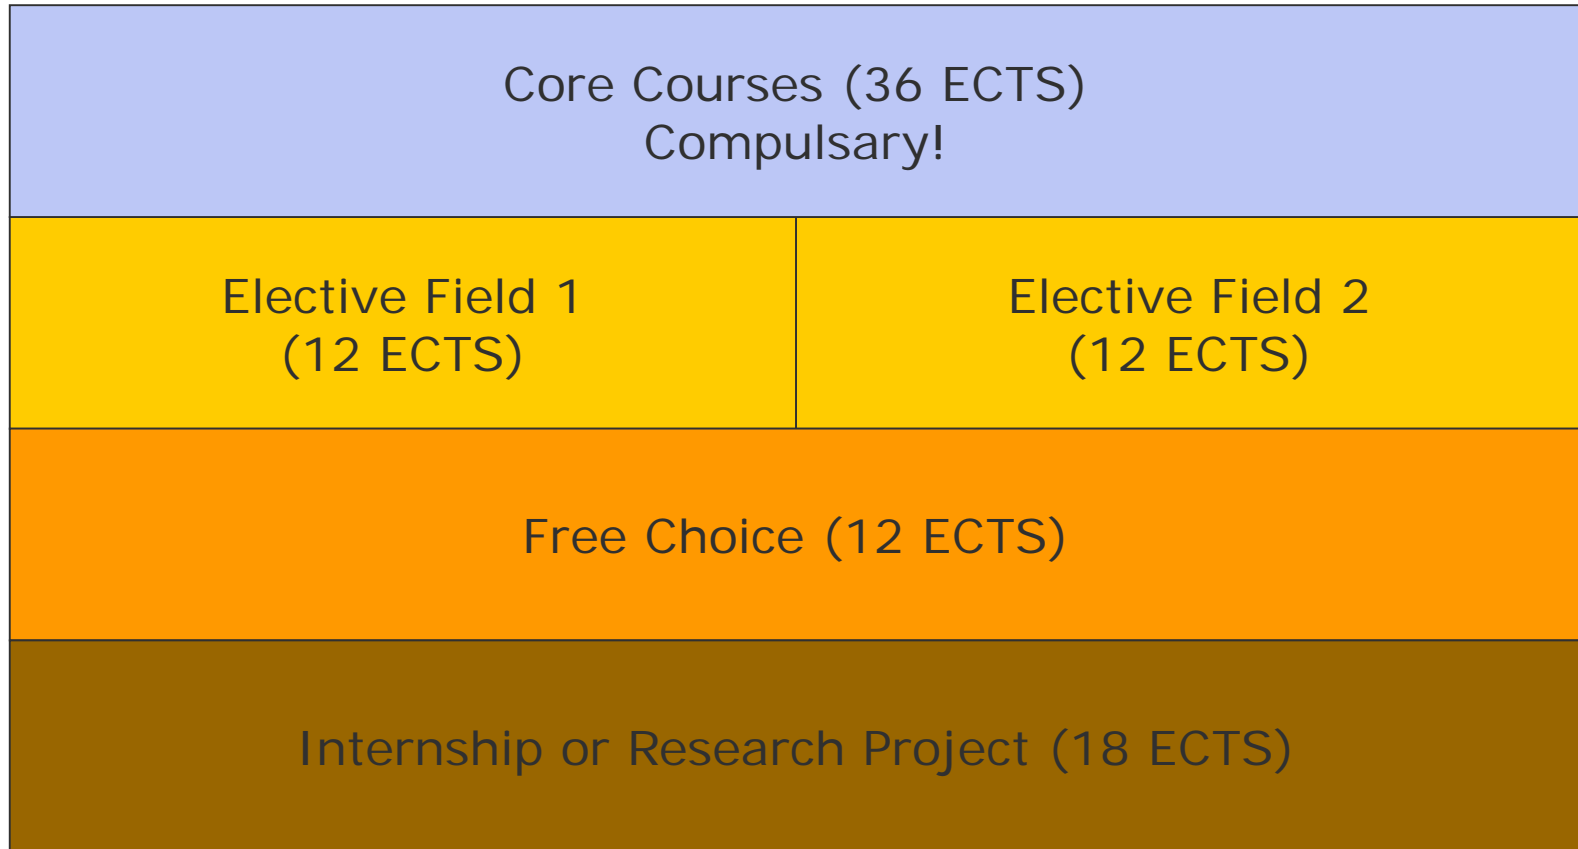 Core Courses (36 ECTS)
Compulsary!
Elective Field 1
(12 ECTS)
Elective Field 2
(12 ECTS)
Free Choice (12 ECTS)
Internship or Research Project (18 ECTS)